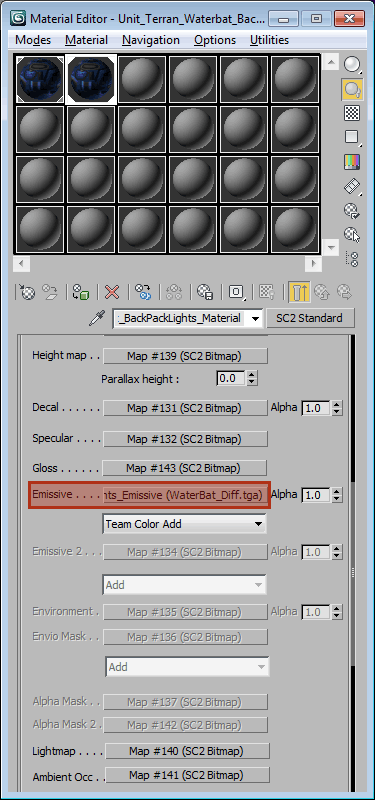 Material Editor - Unit_Terran_Waterbat_Bac...
Modes Material Navigation Options Utilities
:_BackPackLights_Material SC2 Standard
Height map . . Map #139 (SC2 Bitmap)
Parallax height : 0.0
Decal . . . . . . Map #131 (SC2 Bitmap) Alpha 1.0
Specular . . . Map #132 (SC2 Bitmap)
Gloss . . . . . . Map #143 (SC2 Bitmap)
Emissive . . . . . nts_Emissive (WaterBat_Diff.tga) Alpha 1.0
Team Color Add
Emissive 2 . . Map #134 (SC2 Bitmap) Alpha 1.0
Add
Environment . Map #135 (SC2 Bitmap) Alpha 1.0
Envio Mask . . Map #136 (SC2 Bitmap)
Add
Alpha Mask . . Map #137 (SC2 Bitmap)
Alpha Mask 2 . Map #142 (SC2 Bitmap)
Lightmap . . . . Map #140 (SC2 Bitmap)
Ambient Occ . . Map #141 (SC2 Bitmap)